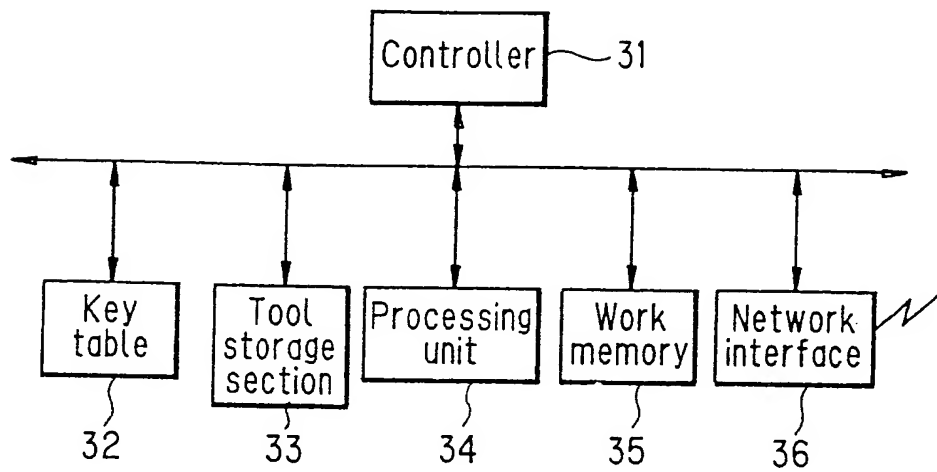 Controller
31
Key
table
Tool
storage
section
Processing
unit
Work
memory
Network
interface
32
33
34
35
36